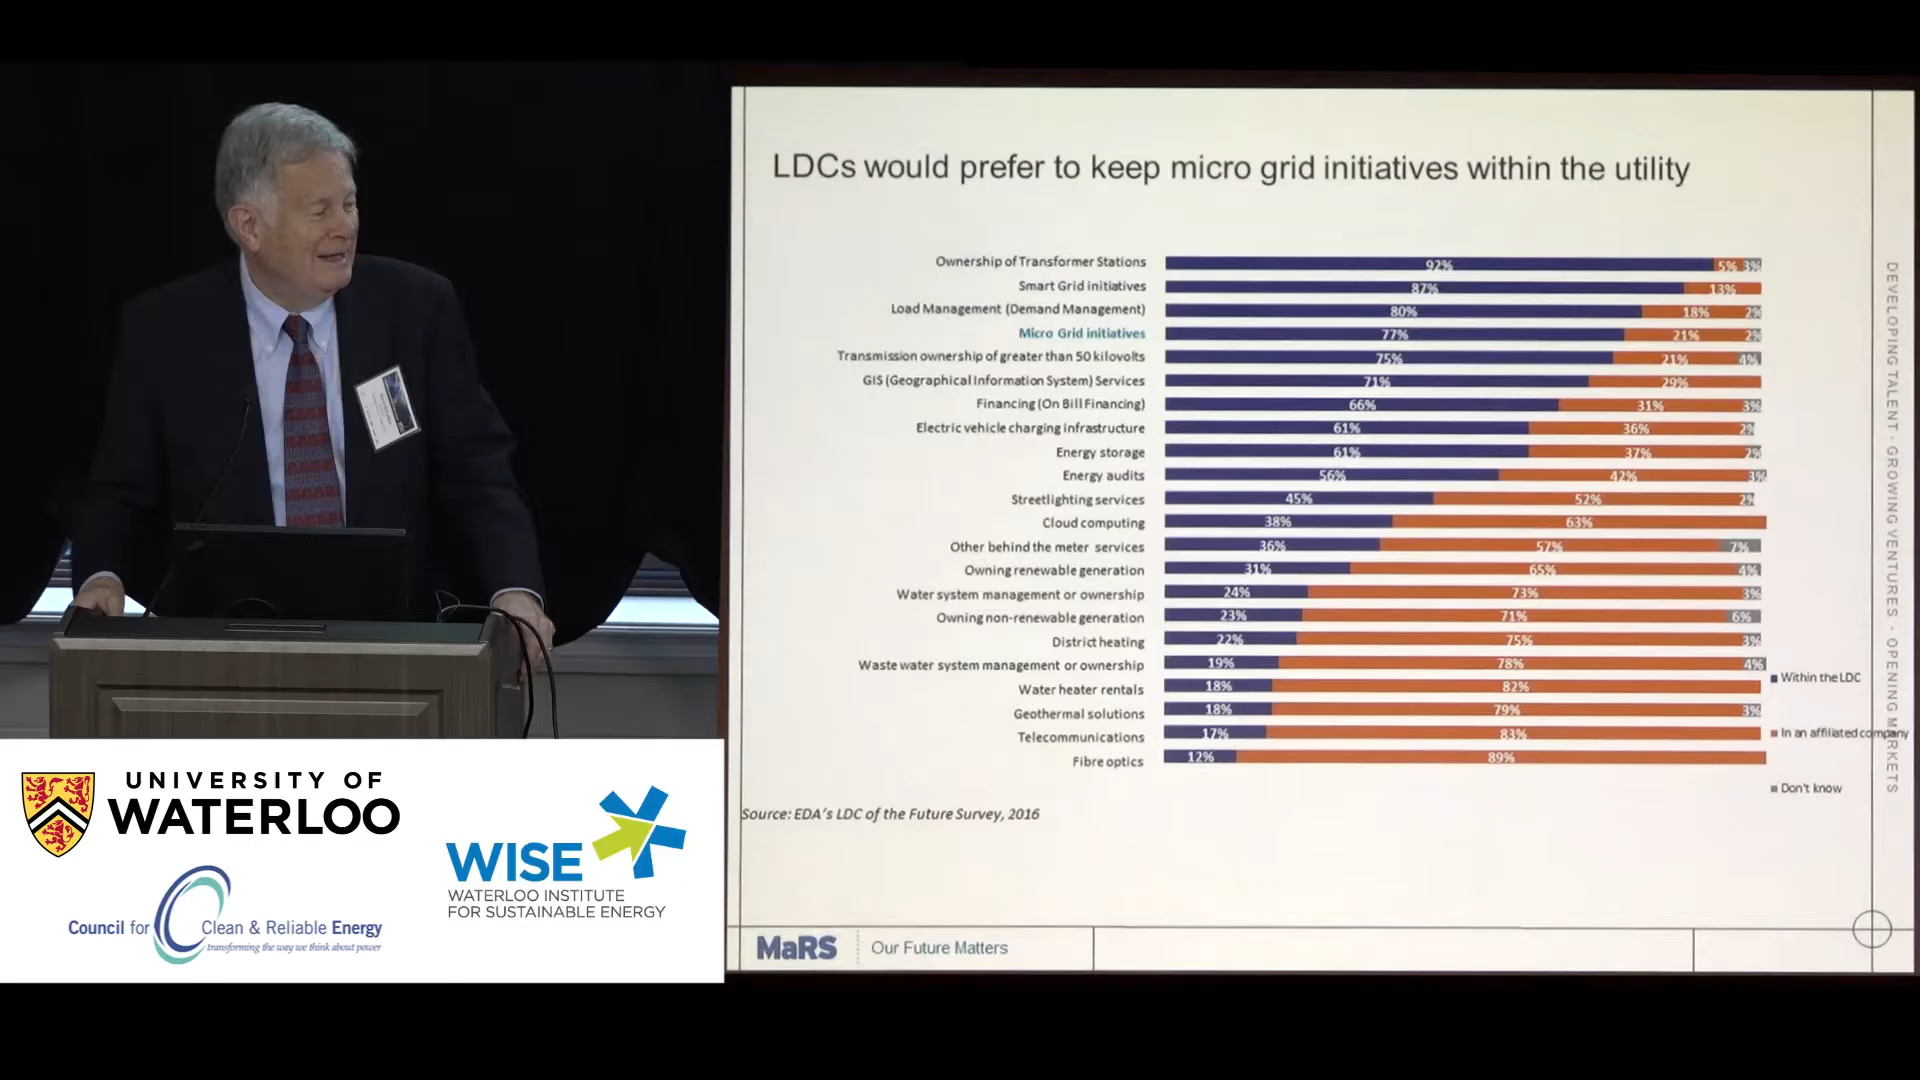 LDCs would prefer to keep micro grid initiatives within the utility
Ownership of Transformer Stations 92% 5% 3%
Smart Grid initiatives 87% 13%
Load Management (Demand Management) 80% 18% 2%
Micro Grid initiatives 77% 21% 2%
Transmission ownership of greater than 50 kilovolts 75% 21% 4%
GIS (Geographical Information System) Services 71% 29%
Financing (On Bill Financing) 66% 31% 3%
Electric vehicle charging infrastructure 61% 36% 2%
Energy storage 61% 37% 2%
Energy audits 56% 42% 3%
Streetlighting services 45% 52% 2%
Cloud computing 38% 63%
Other behind the meter services 36% 57% 7%
Owning renewable generation 31% 65% 4%
Water system management or ownership 24% 73% 3%
Owning non-renewable generation 23% 71% 6%
District heating 22% 75% 3%
Waste water system management or ownership 19% 78% 4%
Water heater rentals 18% 82%
Geothermal solutions 18% 79% 3%
Telecommunications 17% 83%
Fibre optics 12% 89%
Within the LDC
In an affiliated company
Don't know
Source: EDA's LDC of the Future Survey, 2016
MaRS Our Future Matters
DEVELOPING TALENT · GROWING VENTURES · OPENING MARKETS
UNIVERSITY OF
WATERLOO
WISE
WATERLOO INSTITUTE
FOR SUSTAINABLE ENERGY
Council for Clean & Reliable Energy
transforming the way we think about power